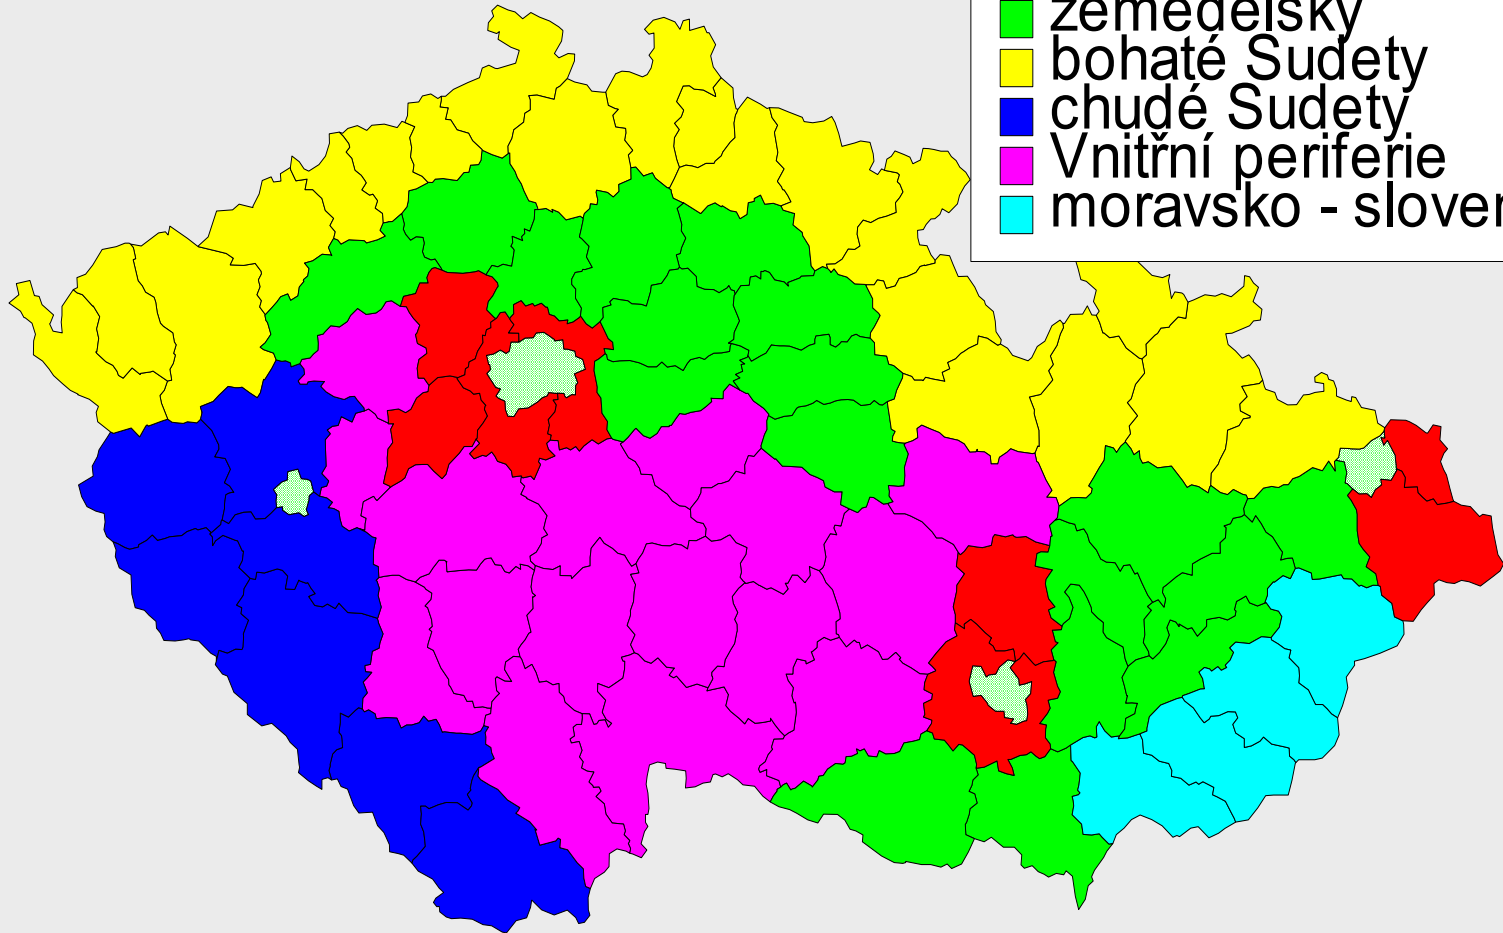 zemědělský
bohaté Sudety
chudé Sudety
Vnitřní periferie
moravsko - sloven